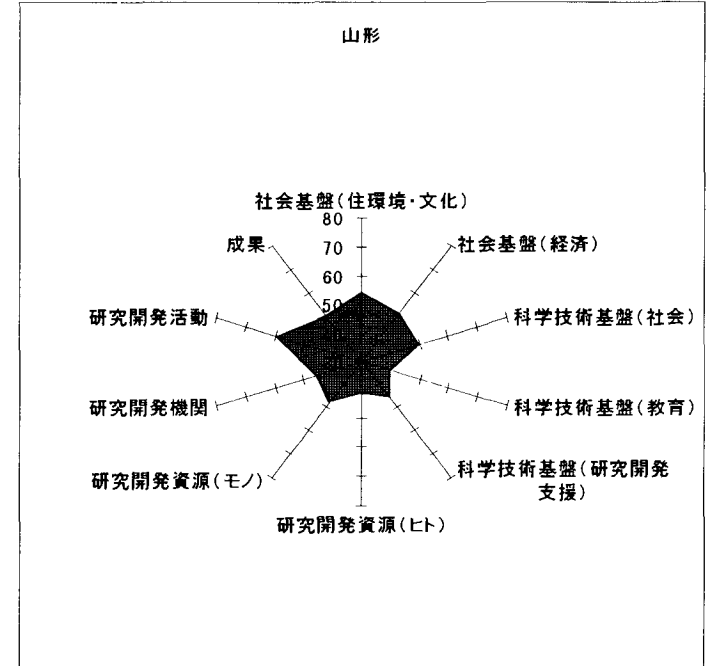 山形
社会基盤(住環境・文化)
80
70
60
50
社会基盤(経済)
科学技術基盤(社会)
科学技術基盤(教育)
科学技術基盤(研究開発
支援)
研究開発資源(ヒト)
研究開発資源(モノ)
研究開発機関
研究開発活動
成果